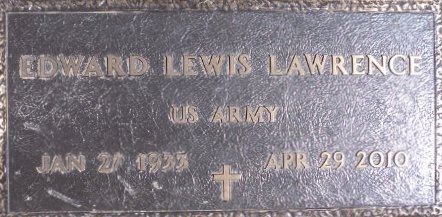 EDWARD LEWIS LAWRENCE
US ARMY
JAN 27 1933 APR 29 2010